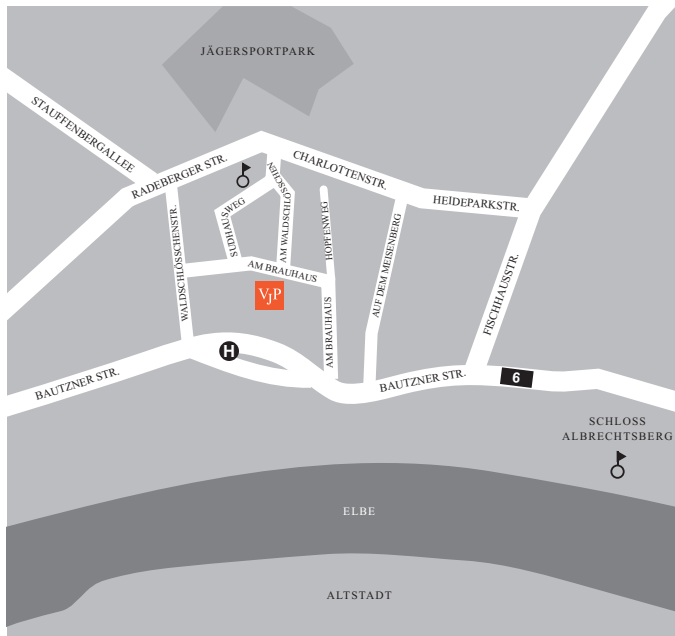 JÄGERSPORTPARK
STAUFFENBERGALLEE
RADEBERGER STR.
CHARLOTTENSTR.
HEIDEPARKSTR.
WALDSCHLÖSSCHENSTR.
SUDHAUSWEG
AM WALDSCHLÖSSCHEN
HOPFENWEG
AUF DEM MEISENBERG
FISCHHAUSSTR.
AM BRAUHAUS
VJP
AM BRAUHAUS
H
BAUTZNER STR.
BAUTZNER STR.
6
SCHLOSS
ALBRECHTSBERG
ELBE
ALTSTADT